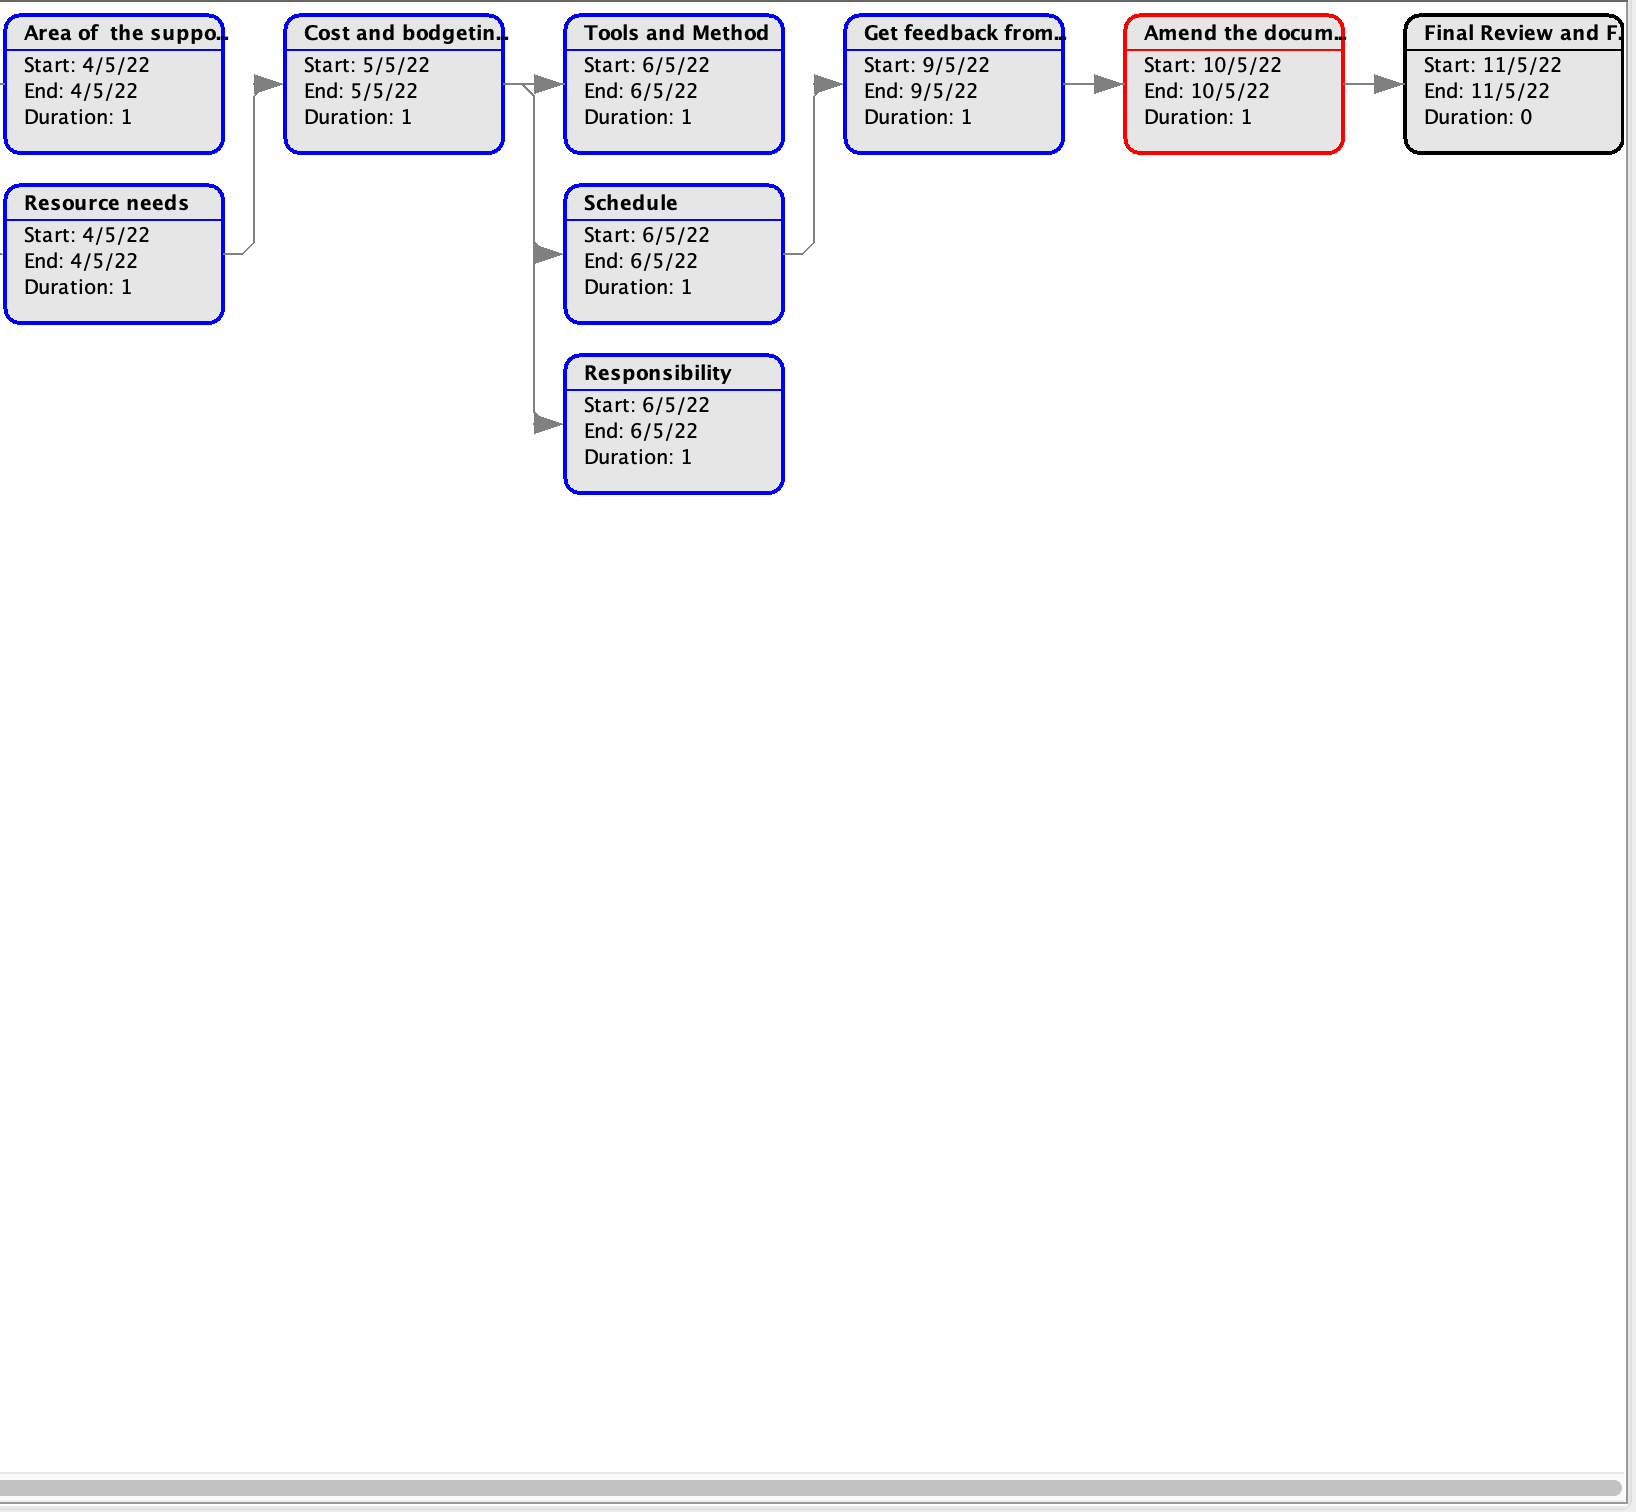 Area of  the suppo..
Start: 4/5/22
End: 4/5/22
Duration: 1
Cost and bodgetin..
Start: 5/5/22
End: 5/5/22
Duration: 1
Tools and Method
Start: 6/5/22
End: 6/5/22
Duration: 1
Get feedback from..
Start: 9/5/22
End: 9/5/22
Duration: 1
Amend the docum..
Start: 10/5/22
End: 10/5/22
Duration: 1
Final Review and F.
Start: 11/5/22
End: 11/5/22
Duration: 0
Resource needs
Start: 4/5/22
End: 4/5/22
Duration: 1
Schedule
Start: 6/5/22
End: 6/5/22
Duration: 1
Responsibility
Start: 6/5/22
End: 6/5/22
Duration: 1